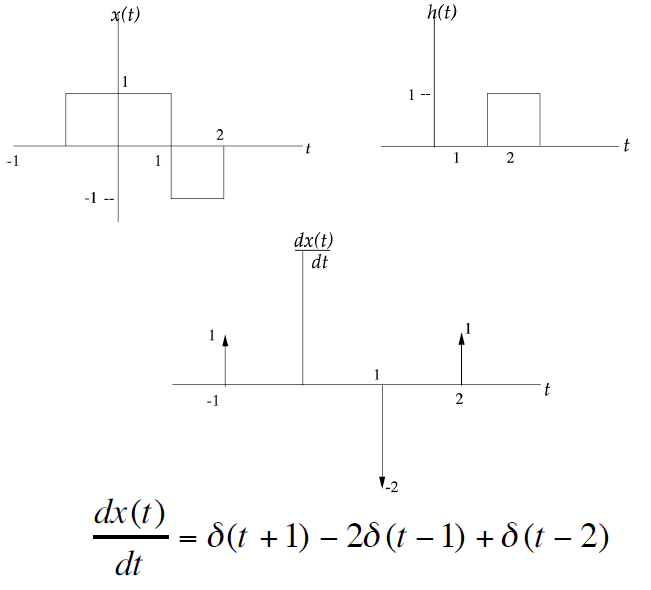 x(t)
1
2
t
-1
1
-1 --
h(t)
1 --
1
2
t
dx(t)
dt
1
1
1
t
-1
2
-2
dx(t)/dt = δ(t + 1) − 2δ(t − 1) + δ(t − 2)